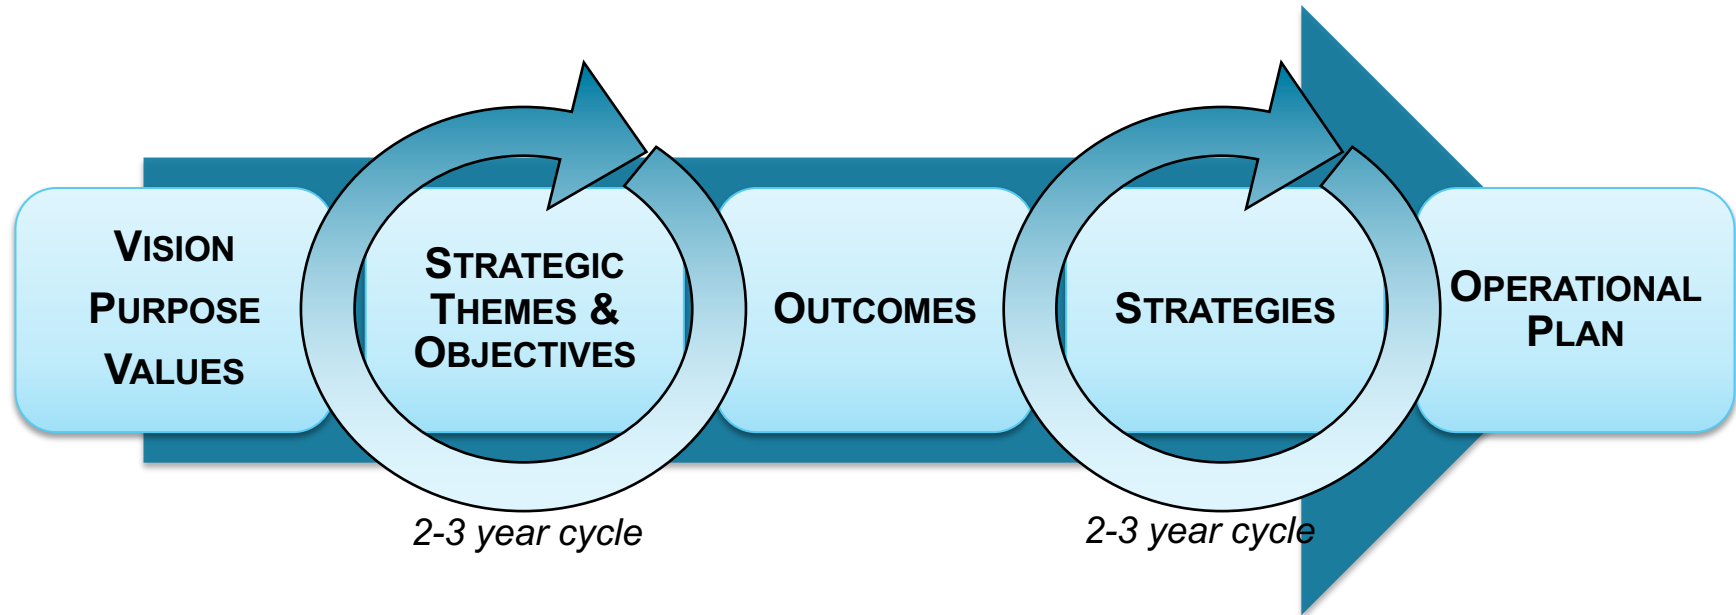 VISION
PURPOSE
VALUES
STRATEGIC
THEMES &
OBJECTIVES
OUTCOMES
STRATEGIES
OPERATIONAL
PLAN
2-3 year cycle
2-3 year cycle